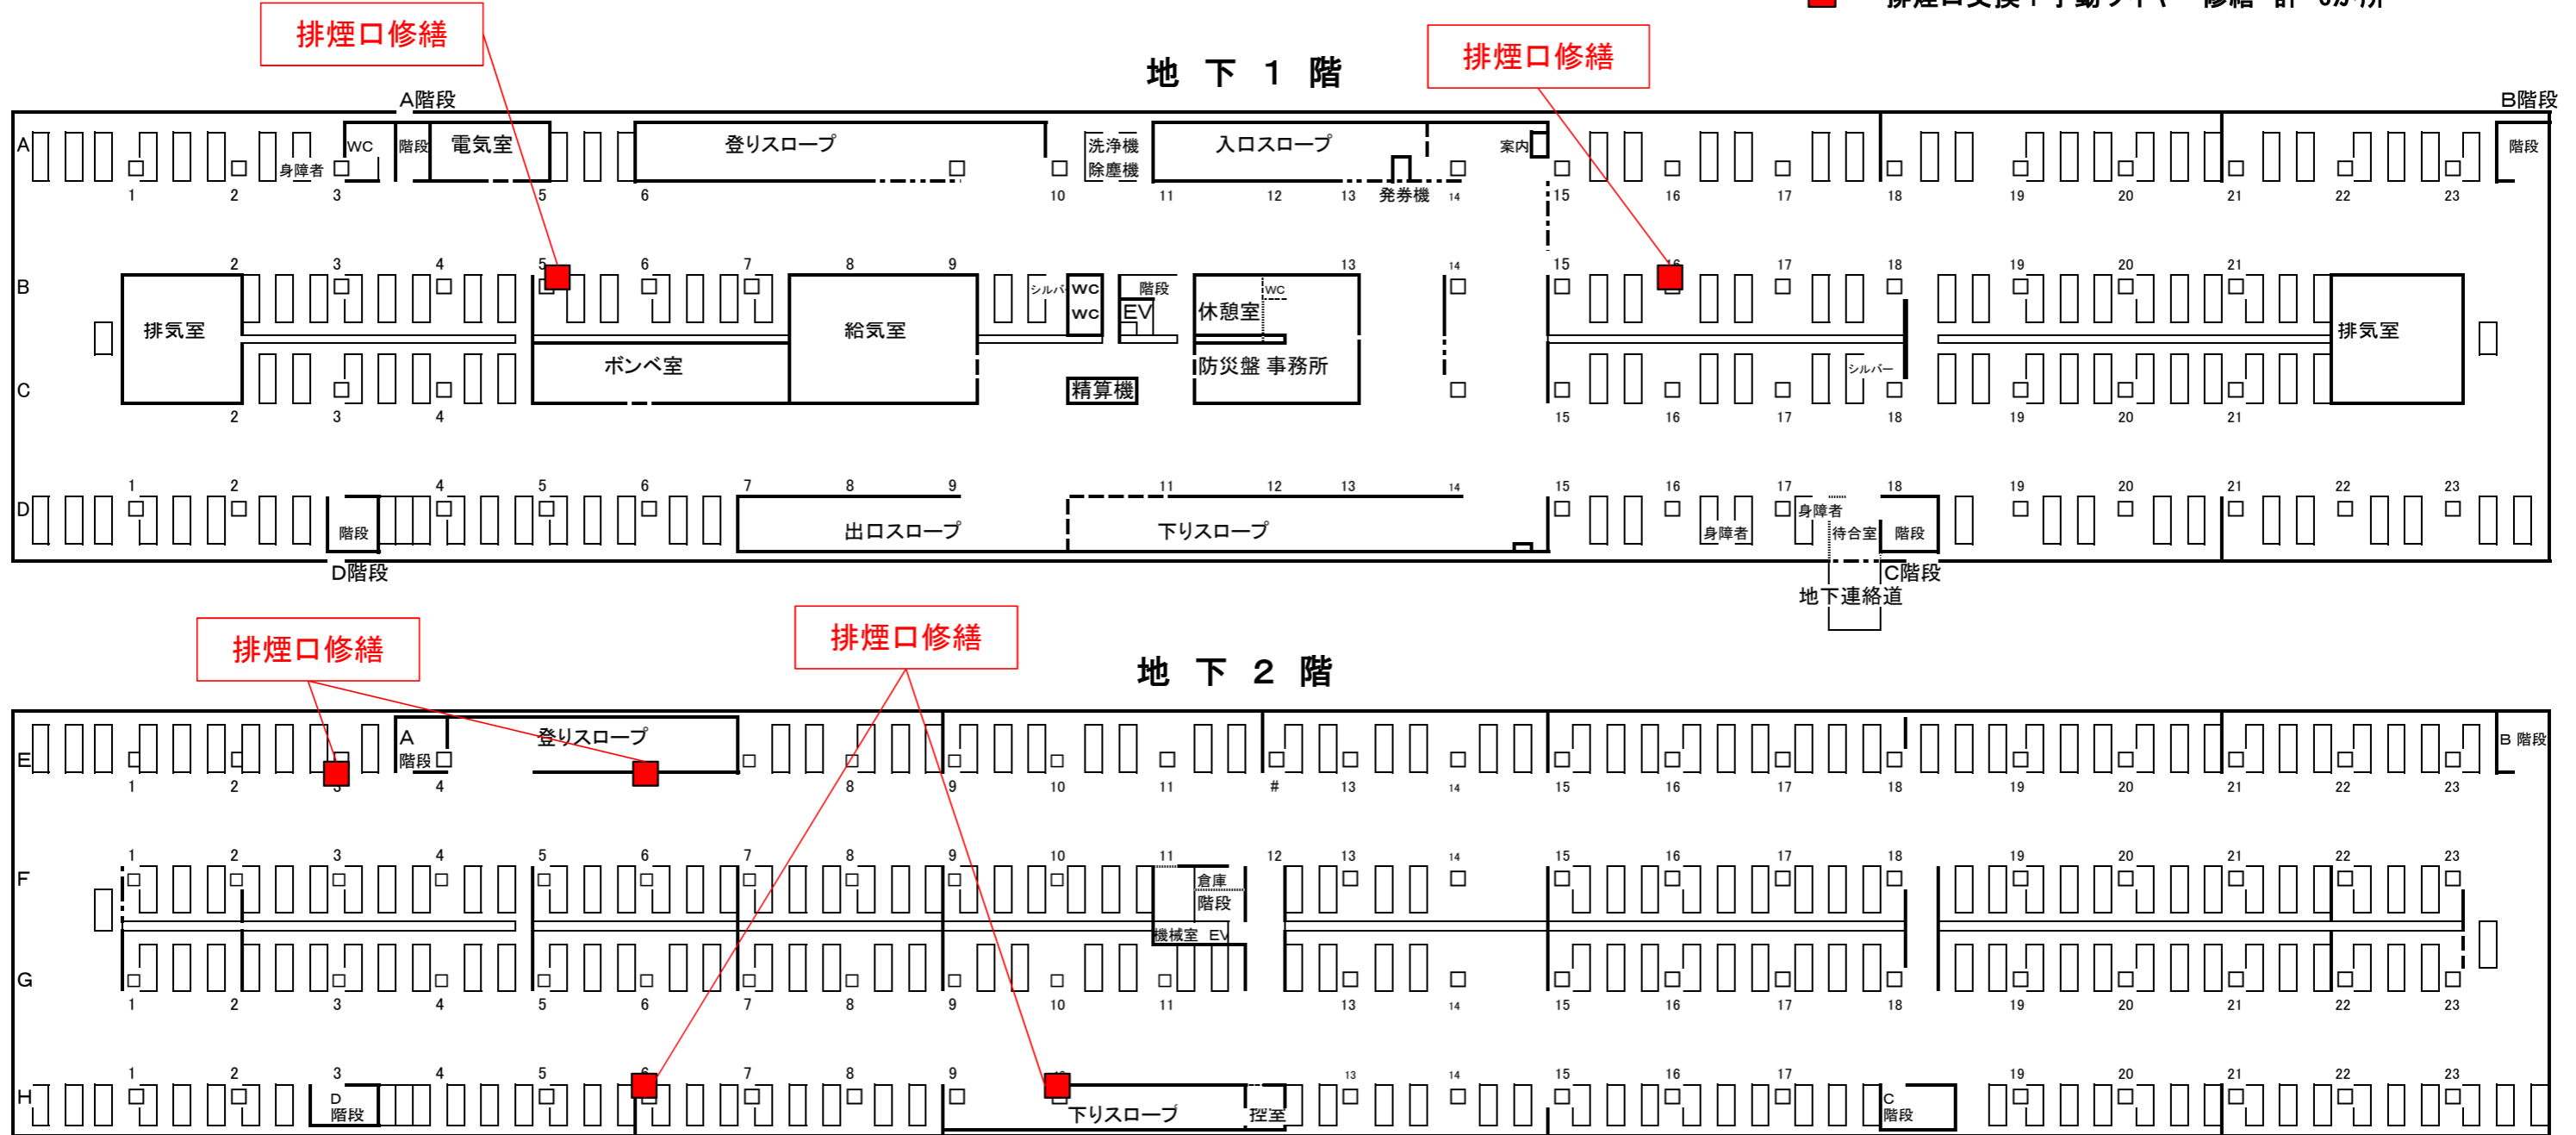 排煙口修繕
排煙口修繕
地 下 1 階
A階段
B階段
A
WC
階段
電気室
登りスロープ
洗浄機
除塵機
入口スロープ
案内
階段
身障者
発券機
1 2 3 5 6 10 11 12 13 14 15 16 17 18 19 20 21 22 23
2 3 4 5 6 7 8 9 13 14 15 16 17 18 19 20 21
B
シルバー
WC
WC
階段
EV
休憩室
WC
排気室
給気室
排気室
ボンベ室
防災盤 事務所
シルバー
C
精算機
2 3 4 15 16 17 18 19 20 21
1 2 4 5 6 7 8 9 11 12 13 14 15 16 17 18 19 20 21 22 23
D
階段
出口スロープ
下りスロープ
身障者
身障者
待合室
階段
D階段
C階段
地下連絡道
排煙口修繕
排煙口修繕
地 下 2 階
E
A
階段
登りスロープ
B 階段
1 2 3 4 8 9 10 11 # 13 14 15 16 17 18 19 20 21 22 23
1 2 3 4 5 6 7 8 9 10 11 12 13 14 15 16 17 18 19 20 21 22 23
F
倉庫
階段
機械室 EV
G
1 2 3 4 5 6 7 8 9 10 11 13 14 15 16 17 18 19 20 21 22 23
1 2 3 4 5 6 7 8 9 10 13 14 15 16 17 19 20 21 22 23
H
D
階段
下りスロープ
控室
C
階段